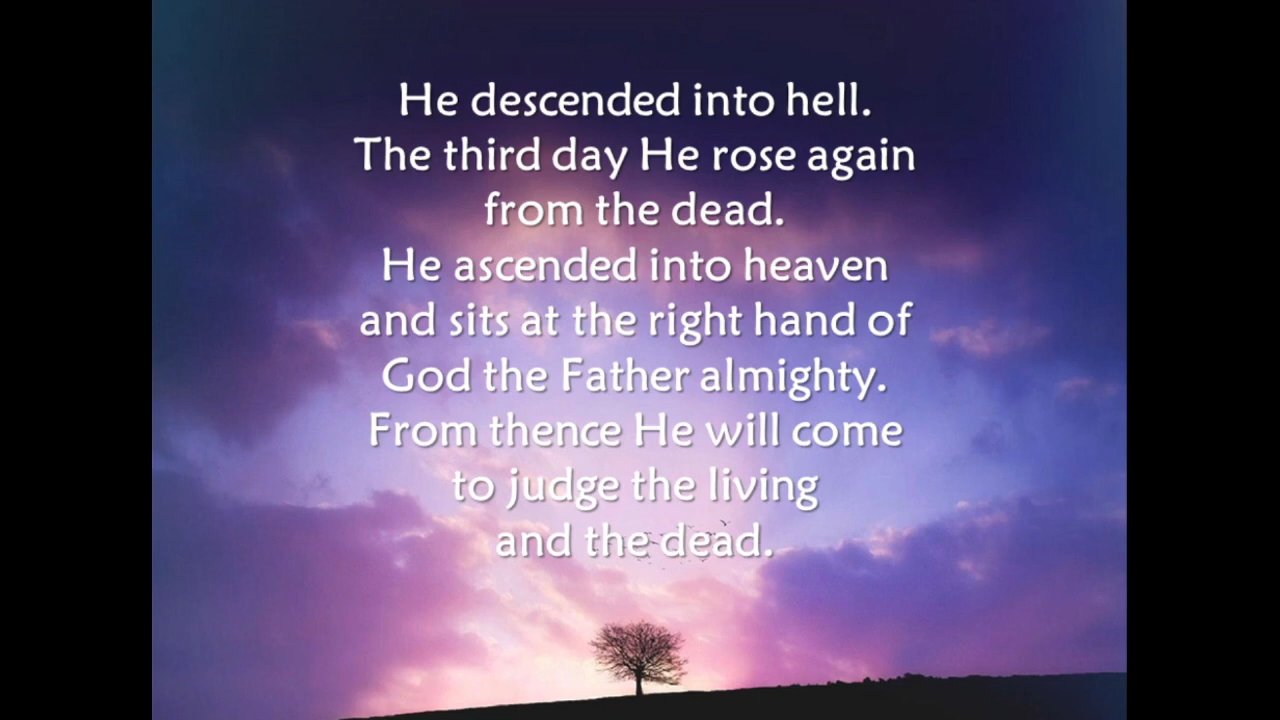 He descended into hell.
The third day He rose again
from the dead.
He ascended into heaven
and sits at the right hand of
God the Father almighty.
From thence He will come
to judge the living
and the dead.